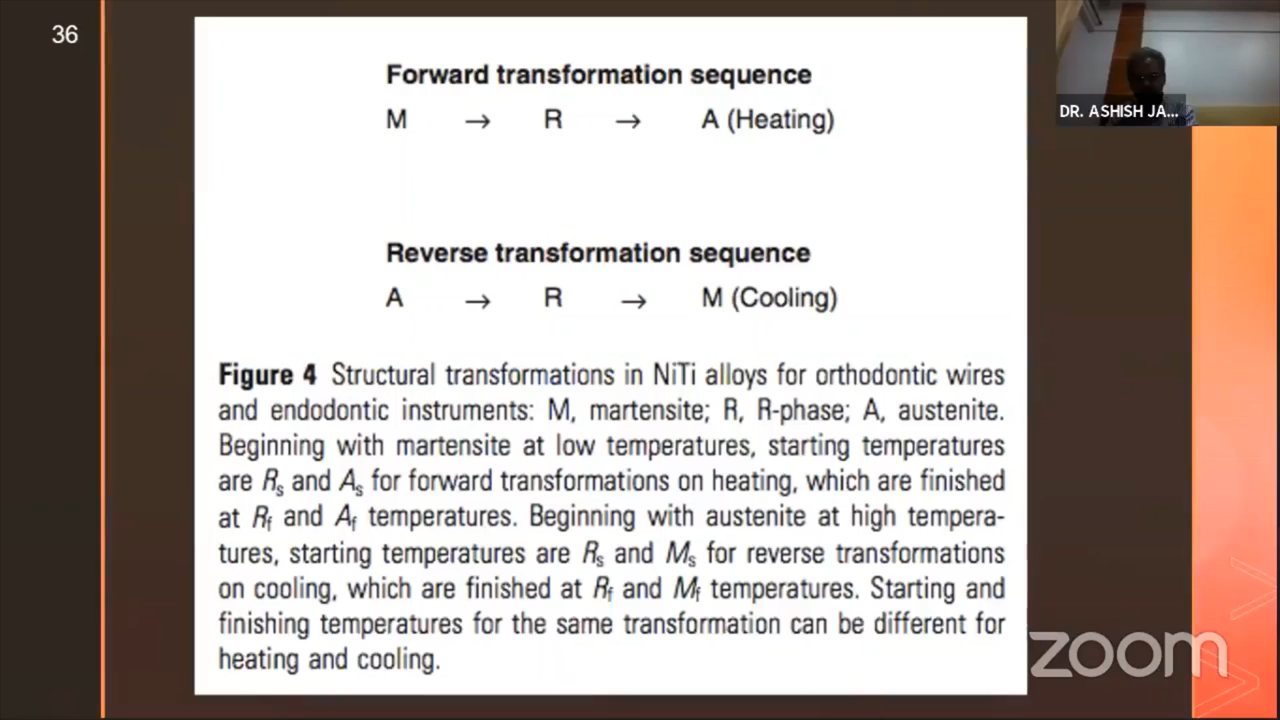 36
Forward transformation sequence
M → R → A (Heating)
Reverse transformation sequence
A → R → M (Cooling)
Figure 4 Structural transformations in NiTi alloys for orthodontic wires
and endodontic instruments: M, martensite; R, R-phase; A, austenite.
Beginning with martensite at low temperatures, starting temperatures
are Rs and As for forward transformations on heating, which are finished
at Rf and Af temperatures. Beginning with austenite at high tempera-
tures, starting temperatures are Rs and Ms for reverse transformations
on cooling, which are finished at Rf and Mf temperatures. Starting and
finishing temperatures for the same transformation can be different for
heating and cooling.
DR. ASHISH JA...
zoom